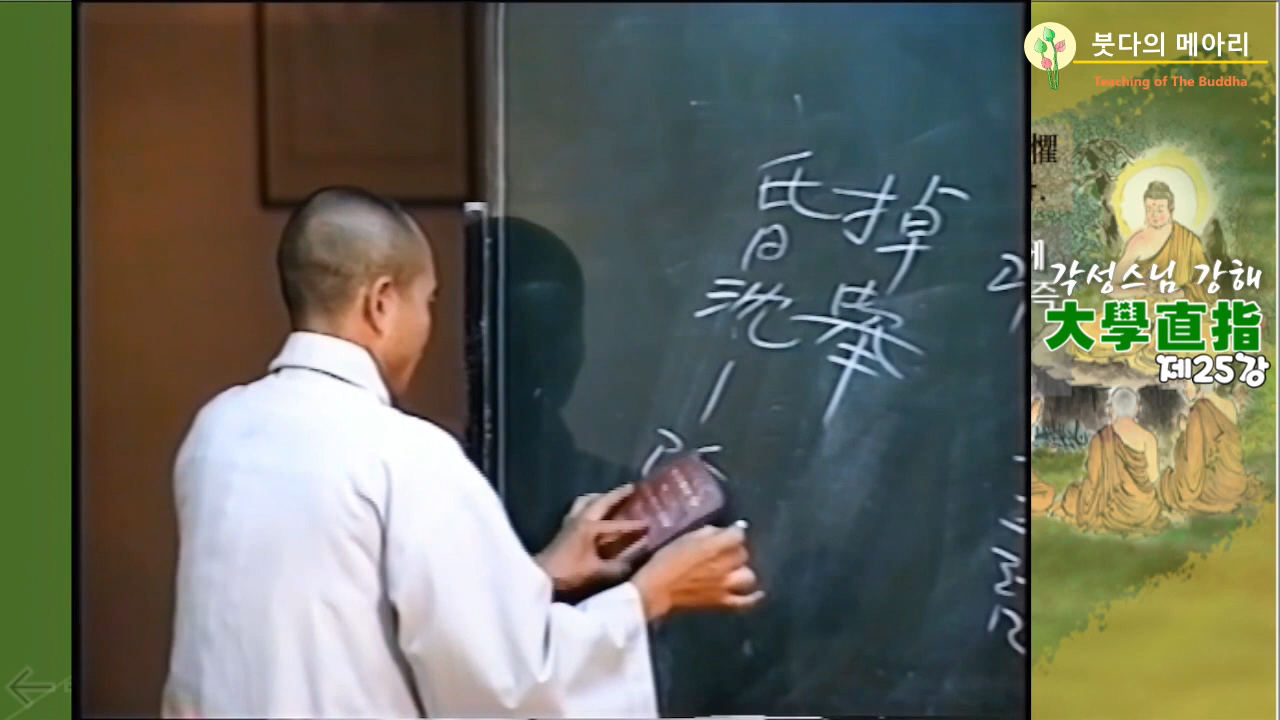 붓다의 메아리
Teaching of The Buddha
懼
각성스님 강해
大學直指
제25강
掉擧
昏沈